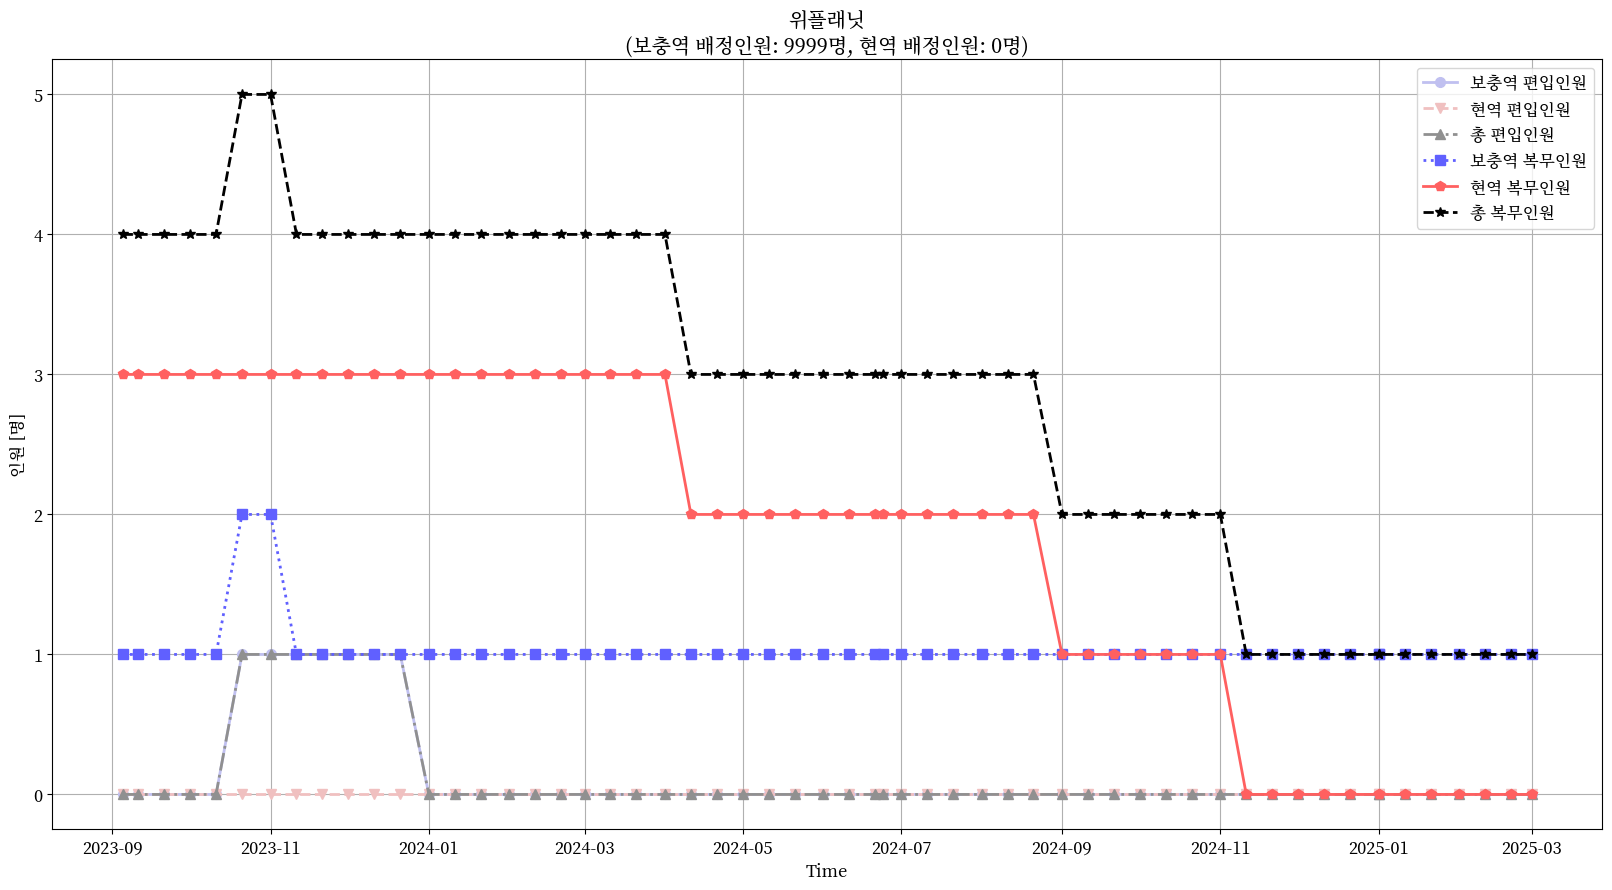 위플래닛
(보충역 배정인원: 9999명, 현역 배정인원: 0명)
보충역 편입인원
현역 편입인원
총 편입인원
보충역 복무인원
현역 복무인원
총 복무인원
인원 [명]
5
4
3
2
1
0
2023-09 2023-11 2024-01 2024-03 2024-05 2024-07 2024-09 2024-11 2025-01 2025-03
Time